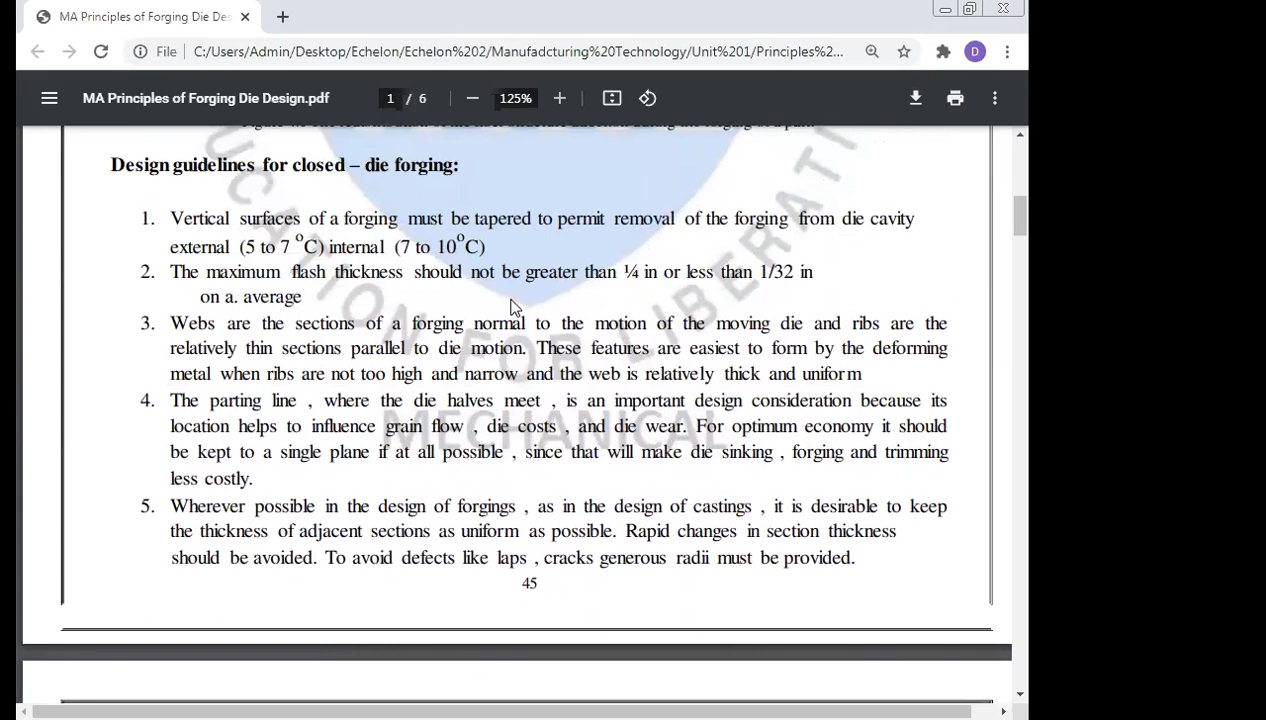 MA Principles of Forging Die Des
File C:/Users/Admin/Desktop/Echelon/Echelon%202/Manufadcturing%20Technology/Unit%201/Principles%2... D
MA Principles of Forging Die Design.pdf 1 / 6 — 125% +
Design guidelines for closed – die forging:
1. Vertical surfaces of a forging must be tapered to permit removal of the forging from die cavity
external (5 to 7 °C) internal (7 to 10°C)
2. The maximum flash thickness should not be greater than ¼ in or less than 1/32 in
on a. average
3. Webs are the sections of a forging normal to the motion of the moving die and ribs are the
relatively thin sections parallel to die motion. These features are easiest to form by the deforming
metal when ribs are not too high and narrow and the web is relatively thick and uniform
4. The parting line , where the die halves meet , is an important design consideration because its
location helps to influence grain flow , die costs , and die wear. For optimum economy it should
be kept to a single plane if at all possible , since that will make die sinking , forging and trimming
less costly.
5. Wherever possible in the design of forgings , as in the design of castings , it is desirable to keep
the thickness of adjacent sections as uniform as possible. Rapid changes in section thickness
should be avoided. To avoid defects like laps , cracks generous radii must be provided.
45
FOR
MECHANICAL